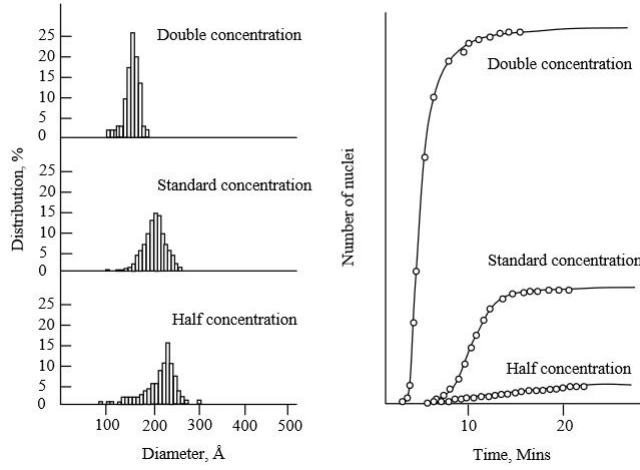 25
20
15
10
5
0
Double concentration
25
20
15
10
5
0
Standard concentration
20
15
10
5
0
Half concentration
Distribution, %
100
200
300
400
500
Diameter, Å
Number of nuclei
Double concentration
Standard concentration
Half concentration
10
20
Time, Mins